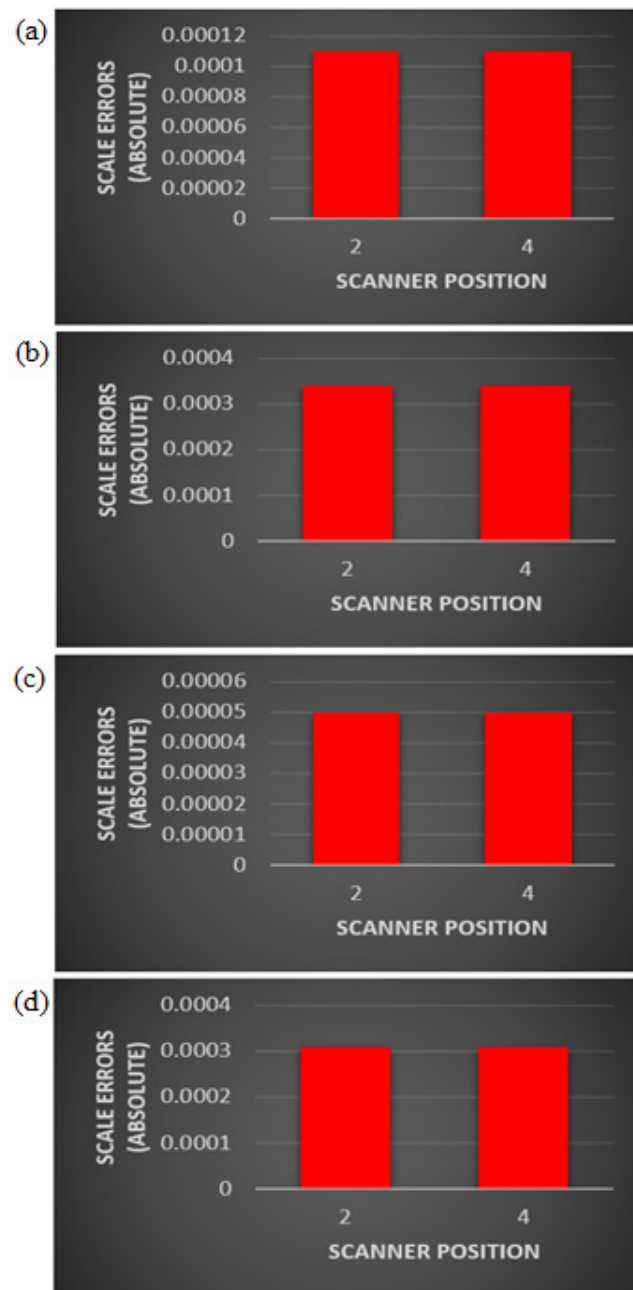 (a)
SCALE ERRORS
(ABSOLUTE)
0.00012
0.0001
0.00008
0.00006
0.00004
0.00002
0
2 4
SCANNER POSITION
(b)
SCALE ERRORS
(ABSOLUTE)
0.0004
0.0003
0.0002
0.0001
0
2 4
SCANNER POSITION
(c)
SCALE ERRORS
(ABSOLUTE)
0.00006
0.00005
0.00004
0.00003
0.00002
0.00001
0
2 4
SCANNER POSITION
(d)
SCALE ERRORS
(ABSOLUTE)
0.0004
0.0003
0.0002
0.0001
0
2 4
SCANNER POSITION